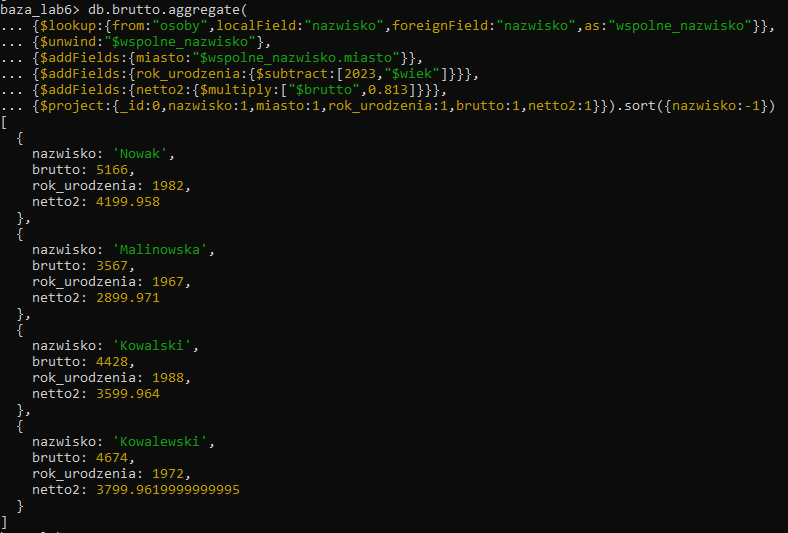 baza_lab6> db.brutto.aggregate(
... {$lookup:{from:"osoby",localField:"nazwisko",foreignField:"nazwisko",as:"wspolne_nazwisko"}},
... {$unwind:"$wspolne_nazwisko"},
... {$addFields:{miasto:"$wspolne_nazwisko.miasto"}},
... {$addFields:{rok_urodzenia:{$subtract:[2023,"$wiek"]}}},
... {$addFields:{netto2:{$multiply:["$brutto",0.813]}}},
... {$project:{_id:0,nazwisko:1,miasto:1,rok_urodzenia:1,brutto:1,netto2:1}}).sort({nazwisko:-1})
[
  {
    nazwisko: 'Nowak',
    brutto: 5166,
    rok_urodzenia: 1982,
    netto2: 4199.958
  },
  {
    nazwisko: 'Malinowska',
    brutto: 3567,
    rok_urodzenia: 1967,
    netto2: 2899.971
  },
  {
    nazwisko: 'Kowalski',
    brutto: 4428,
    rok_urodzenia: 1988,
    netto2: 3599.964
  },
  {
    nazwisko: 'Kowalewski',
    brutto: 4674,
    rok_urodzenia: 1972,
    netto2: 3799.9619999999995
  }
]